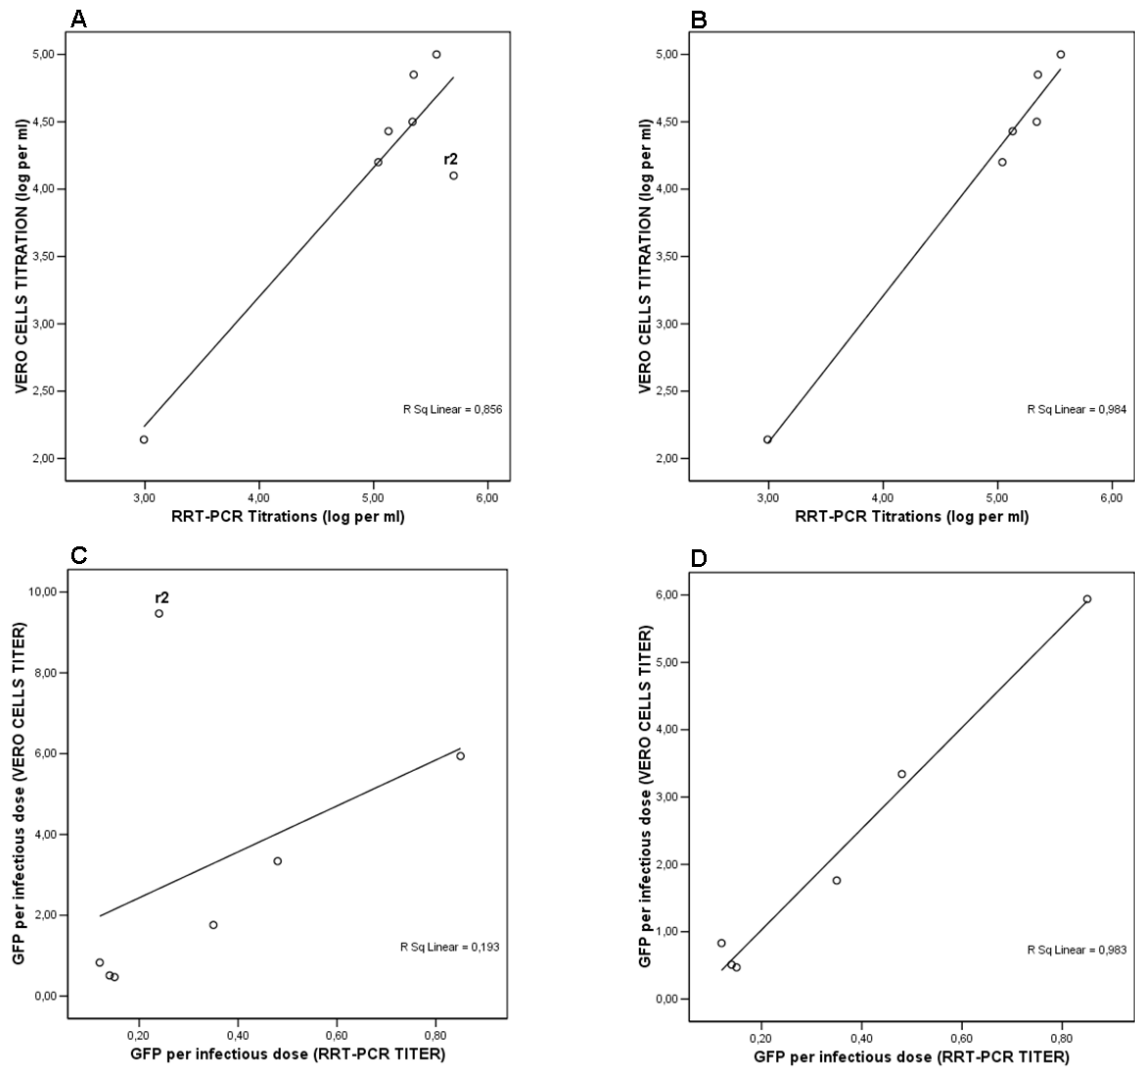 A
VERO CELLS TITRATION (log per ml)
5,00
4,50
4,00
3,50
3,00
2,50
2,00
r2
R Sq Linear = 0,856
3,00 4,00 5,00 6,00
RRT-PCR Titrations (log per ml)
B
VERO CELLS TITRATION (log per ml)
5,00
4,50
4,00
3,50
3,00
2,50
2,00
R Sq Linear = 0,984
3,00 4,00 5,00 6,00
RRT-PCR Titrations (log per ml)
C
GFP per infectious dose (VERO CELLS TITER)
10,00
8,00
6,00
4,00
2,00
0,00
r2
R Sq Linear = 0,193
0,20 0,40 0,60 0,80
GFP per infectious dose (RRT-PCR TITER)
D
GFP per infectious dose (VERO CELLS TITER)
6,00
5,00
4,00
3,00
2,00
1,00
0,00
R Sq Linear = 0,983
0,20 0,40 0,60 0,80
GFP per infectious dose (RRT-PCR TITER)